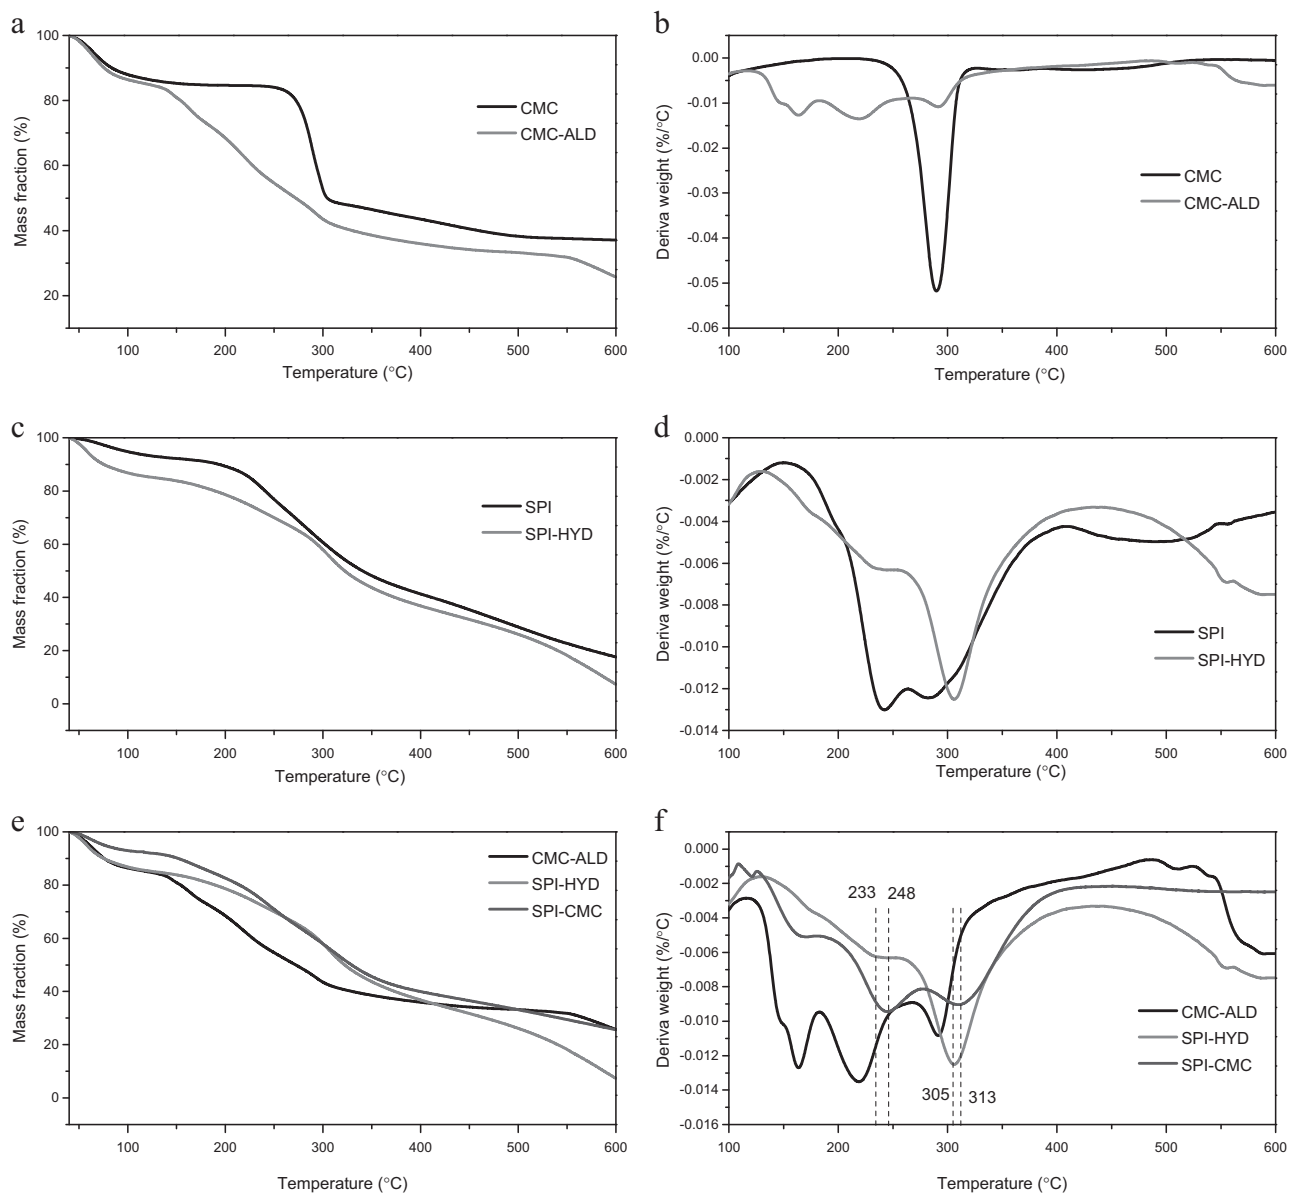 a
100
80
60
40
20
Mass fraction (%)
CMC
CMC-ALD
100 200 300 400 500 600
Temperature (°C)
b
0.00
-0.01
-0.02
-0.03
-0.04
-0.05
-0.06
Deriva weight (%/°C)
CMC
CMC-ALD
100 200 300 400 500 600
Temperature (°C)
c
100
80
60
40
20
0
Mass fraction (%)
SPI
SPI-HYD
100 200 300 400 500 600
Temperature (°C)
d
0.000
-0.002
-0.004
-0.006
-0.008
-0.010
-0.012
-0.014
Deriva weight (%/°C)
SPI
SPI-HYD
100 200 300 400 500 600
Temperature (°C)
e
100
80
60
40
20
0
Mass fraction (%)
CMC-ALD
SPI-HYD
SPI-CMC
100 200 300 400 500 600
Temperature (°C)
f
0.000
-0.002
-0.004
-0.006
-0.008
-0.010
-0.012
-0.014
-0.016
Deriva weight (%/°C)
233 248
305 313
CMC-ALD
SPI-HYD
SPI-CMC
100 200 300 400 500 600
Temperature (°C)